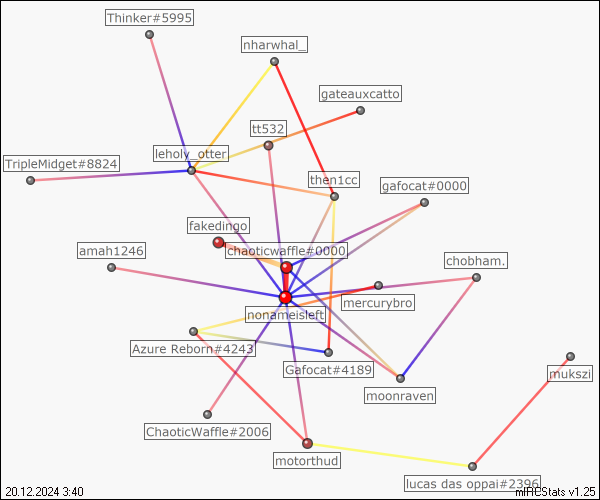 Thinker#5995
nharwhal_
gateauxcatto
tt532
leholy_otter
TripleMidget#8824
then1cc
gafocat#0000
fakedingo
chaoticwaffle#0000
amah1246
chobham.
mercurybro
nonameisleft
Azure Reborn#4243
Gafocat#4189
mukszi
moonraven
ChaoticWaffle#2006
motorthud
lucas das oppai#2396
20.12.2024 3:40
mIRCStats v1.25